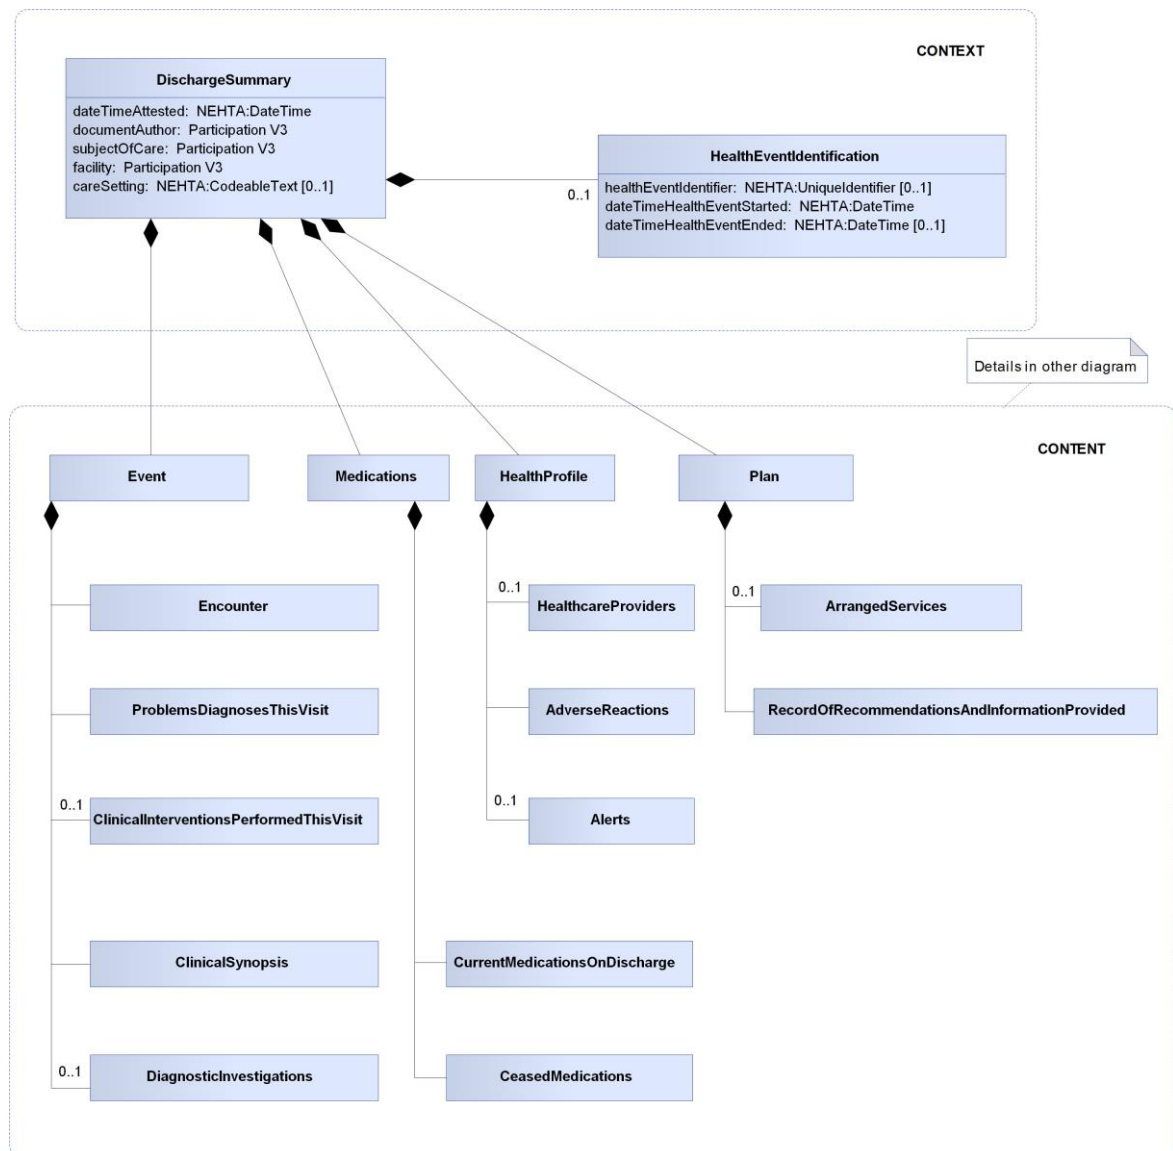 CONTEXT
DischargeSummary
dateTimeAttested: NEHTA:DateTime
documentAuthor: Participation V3
subjectOfCare: Participation V3
facility: Participation V3
careSetting: NEHTA:CodeableText [0..1]
HealthEventIdentification
0..1
healthEventIdentifier: NEHTA:UniqueIdentifier [0..1]
dateTimeHealthEventStarted: NEHTA:DateTime
dateTimeHealthEventEnded: NEHTA:DateTime [0..1]
Details in other diagram
CONTENT
Event
Medications
HealthProfile
Plan
Encounter
0..1
HealthcareProviders
0..1
ArrangedServices
ProblemsDiagnosesThisVisit
AdverseReactions
RecordOfRecommendationsAndInformationProvided
0..1
ClinicalInterventionsPerformedThisVisit
0..1
Alerts
ClinicalSynopsis
CurrentMedicationsOnDischarge
0..1
DiagnosticInvestigations
CeasedMedications